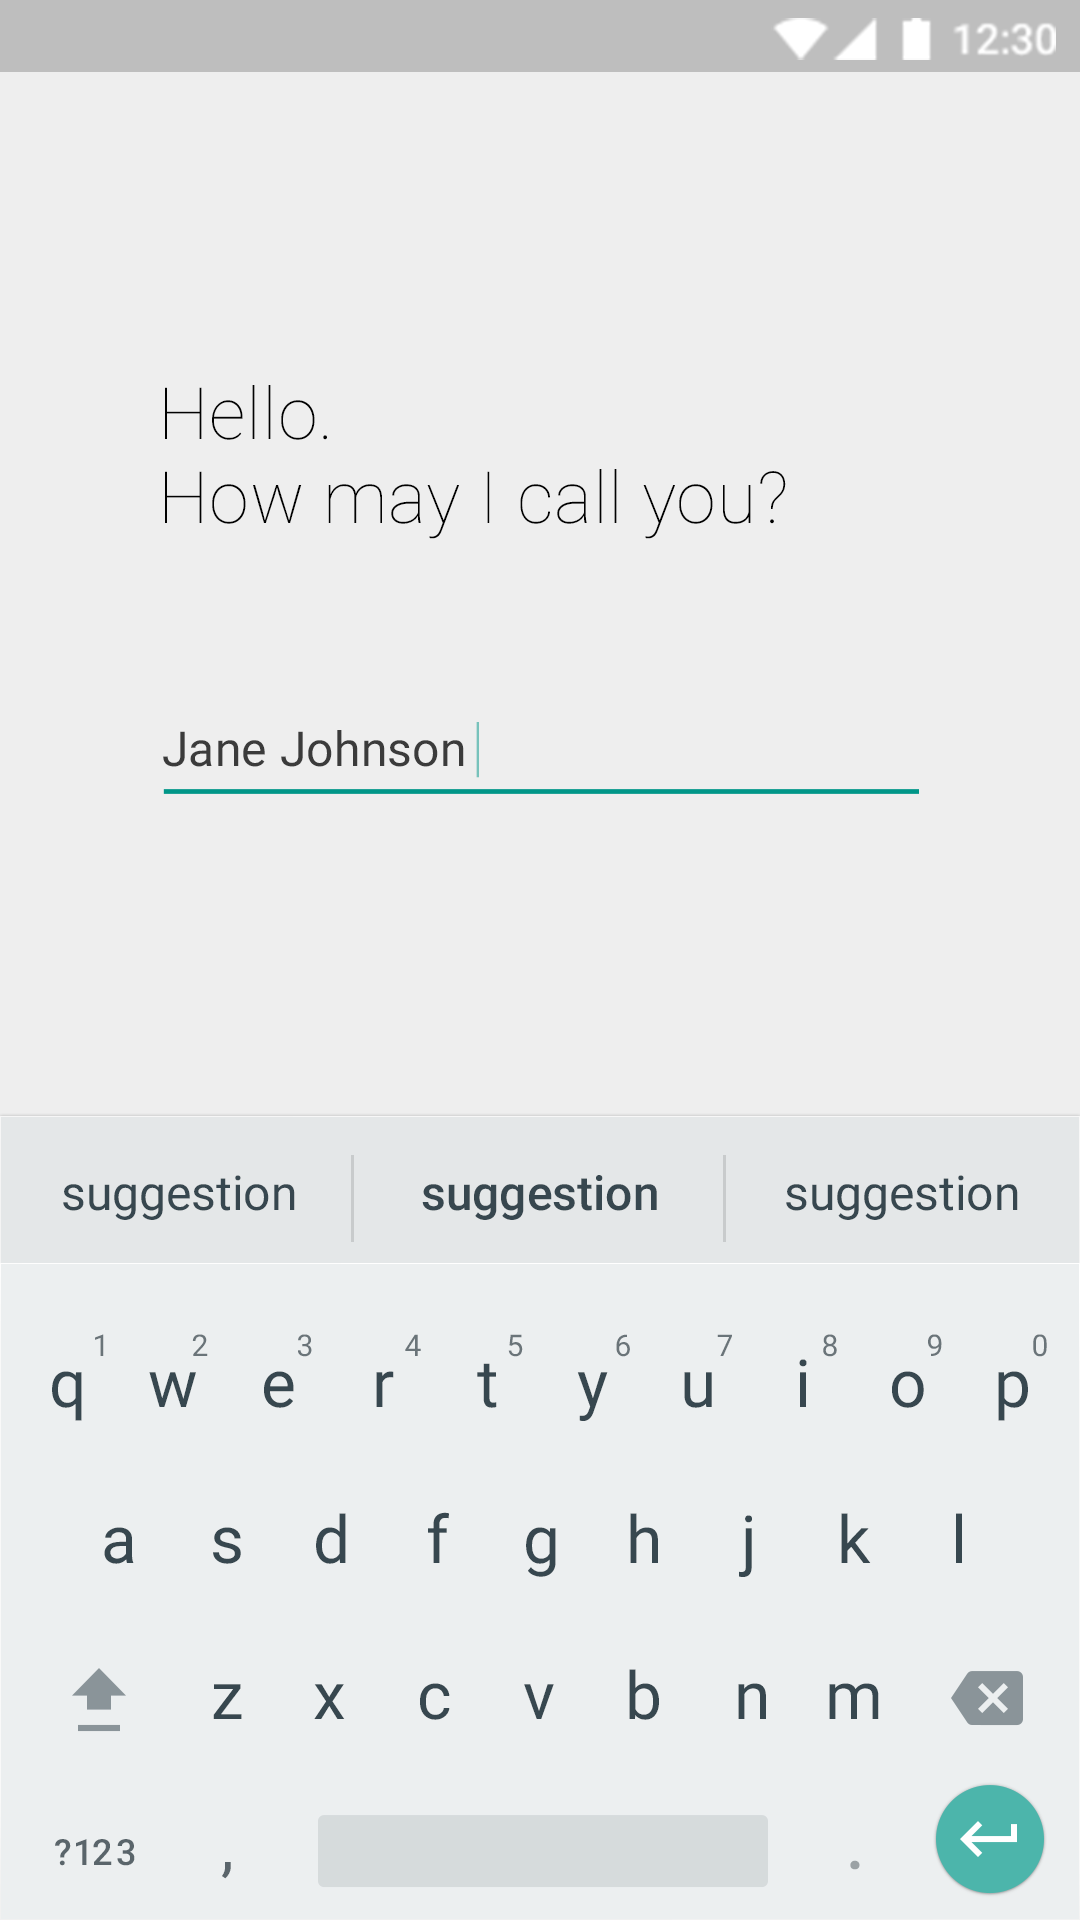 12:30
Hello.
How may I call you?
Jane Johnson
suggestion suggestion suggestion
1 2 3 4 5 6 7 8 9 0
q w e r t y u i o p
a s d f g h j k l
z x c v b n m
?123 , .